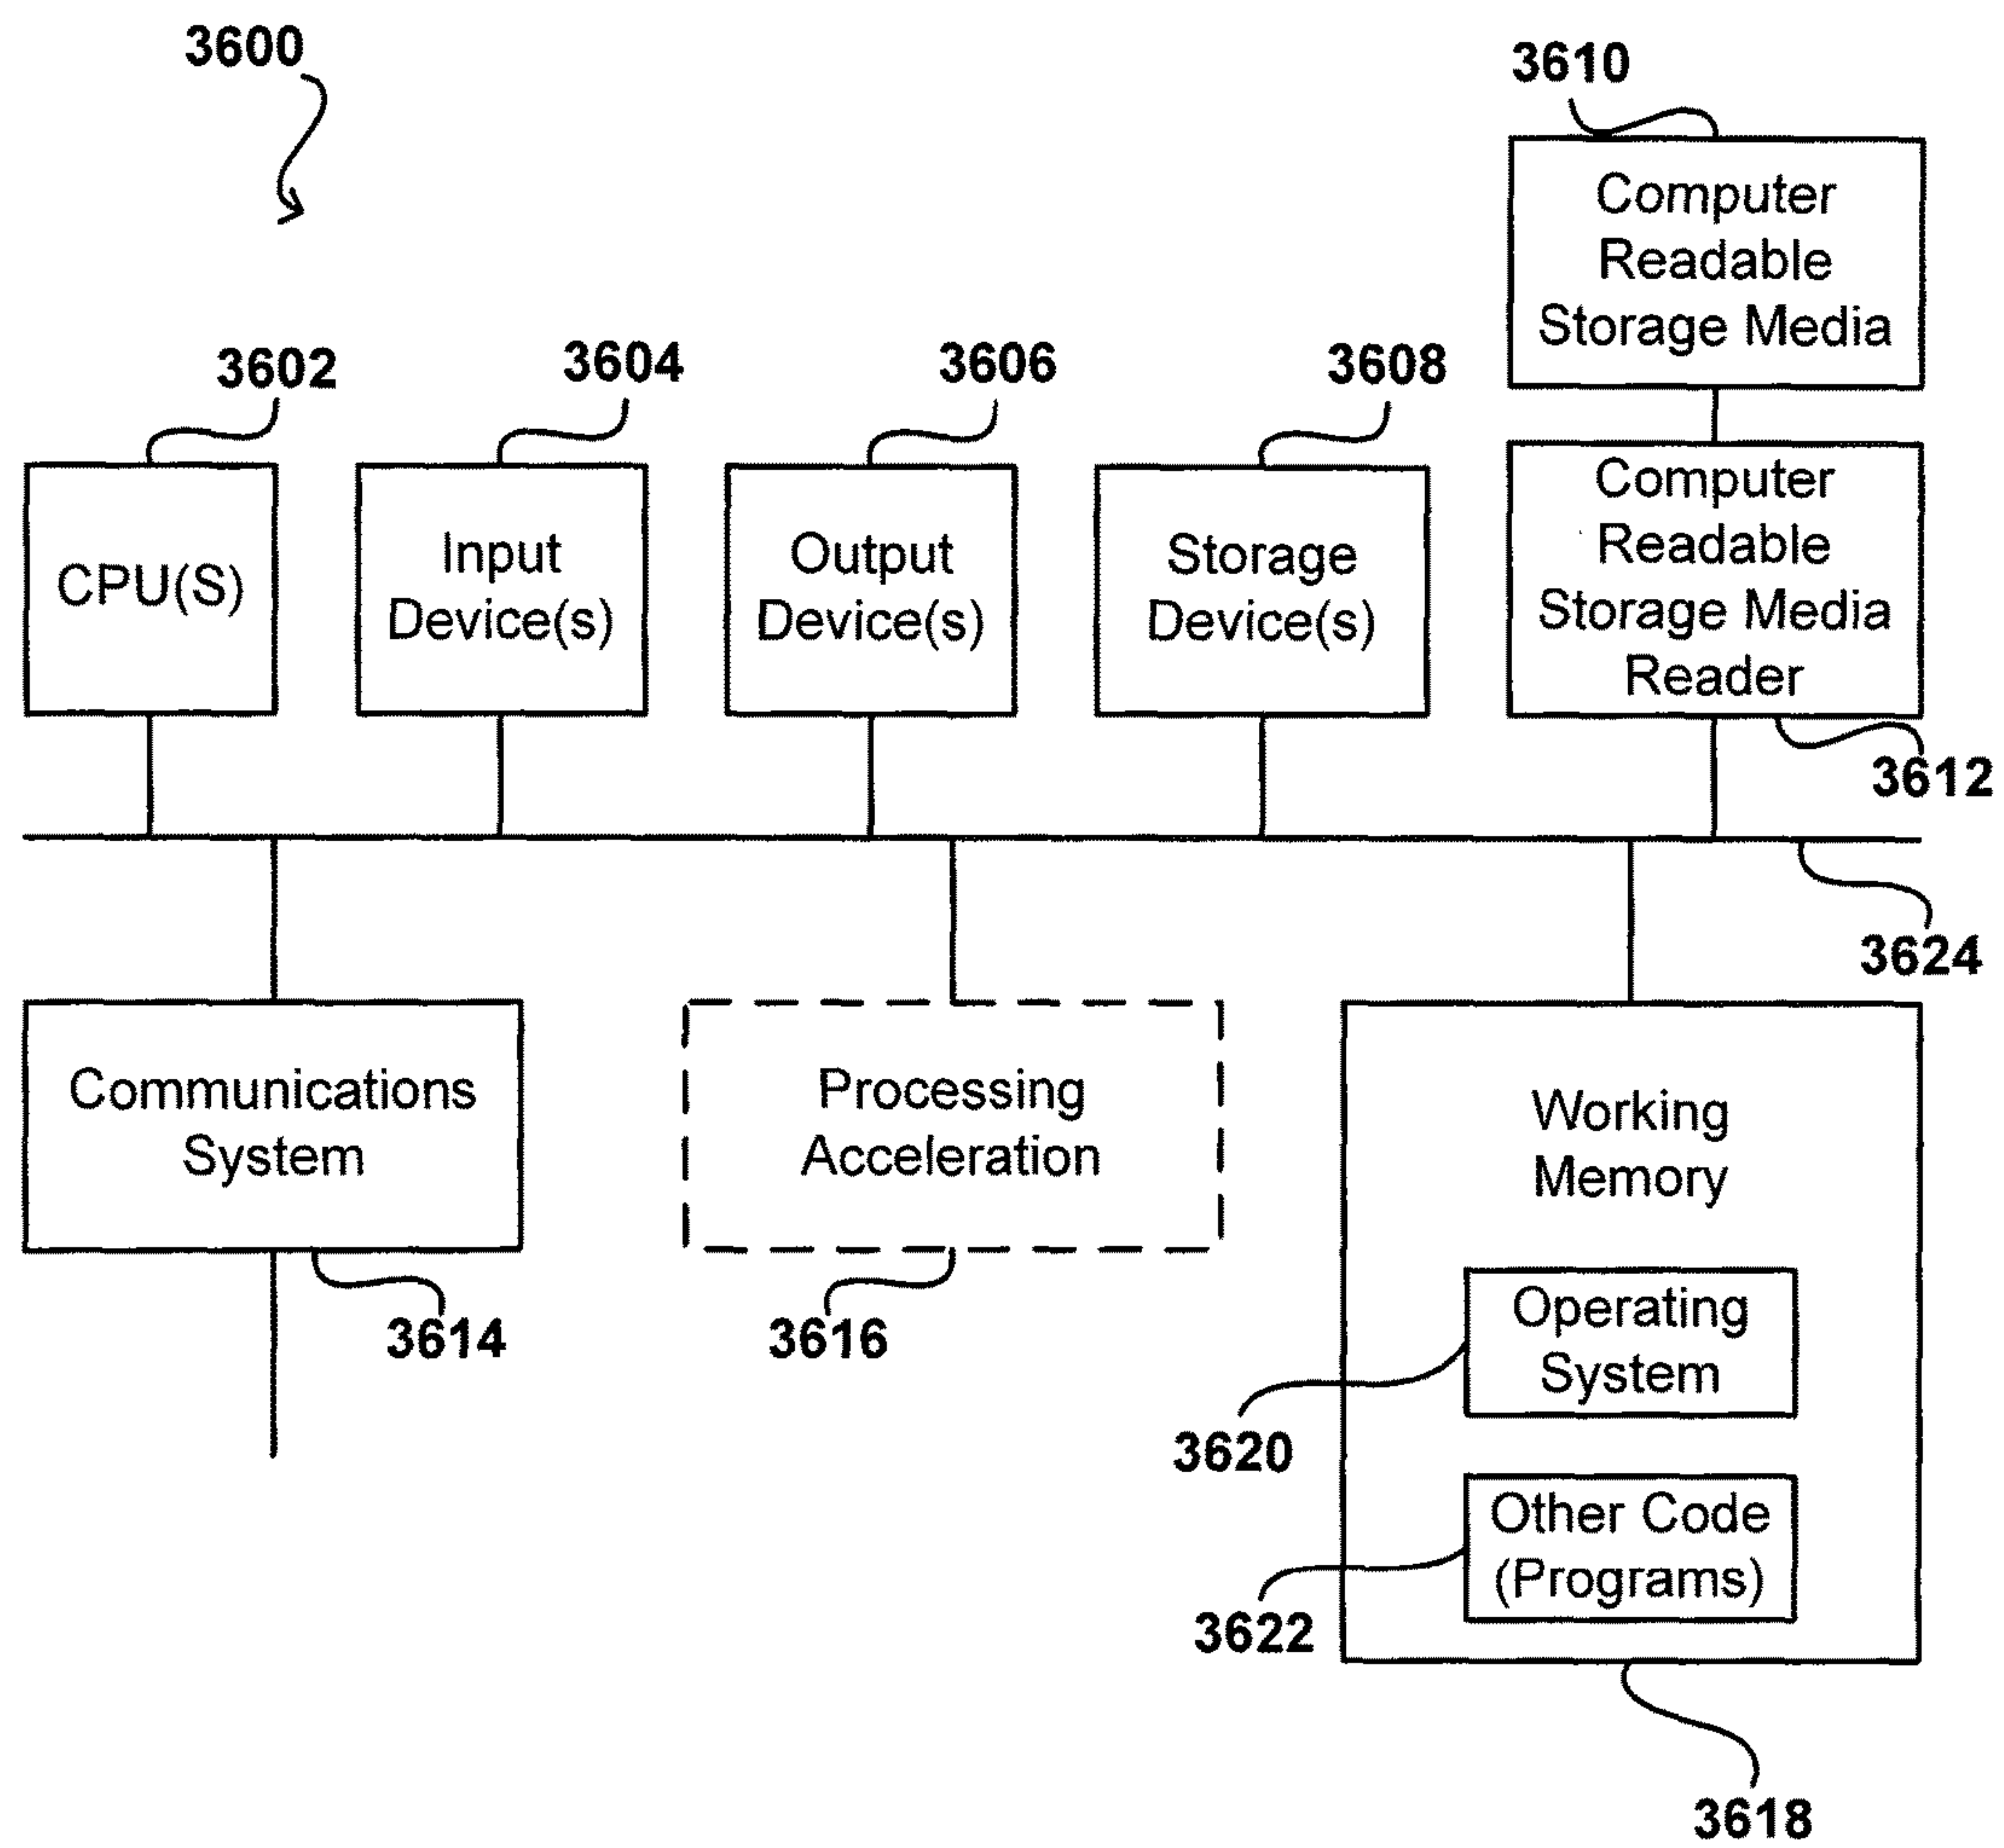 3600
3610
Computer
Readable
Storage Media
3602
3604
3606
3608
CPU(S)
Input
Device(s)
Output
Device(s)
Storage
Device(s)
Computer
Readable
Storage Media
Reader
3612
3624
Communications
System
3614
Processing
Acceleration
3616
Working
Memory
Operating
System
3620
Other Code
(Programs)
3622
3618